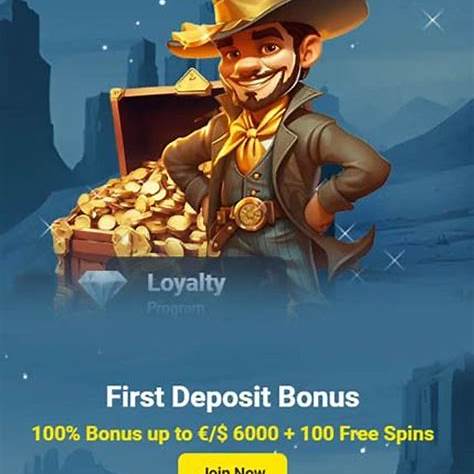 Loyalty
Program
First Deposit Bonus
100% Bonus up to €/$ 6000 + 100 Free Spins
Join Now